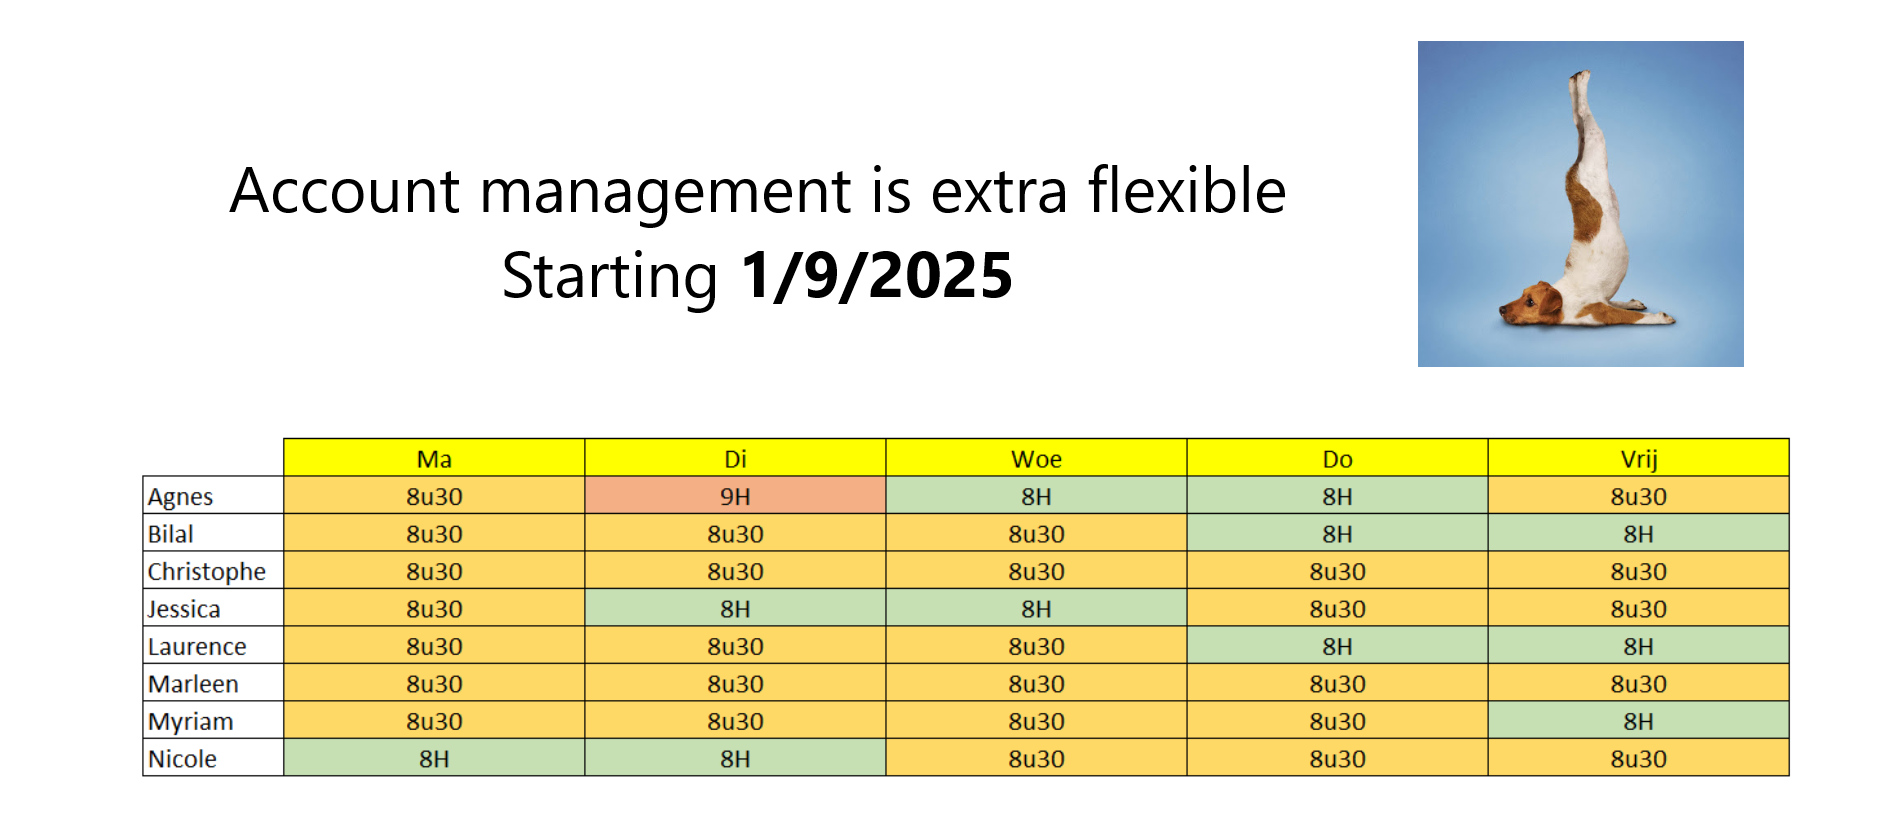 Account management is extra flexible
Starting 1/9/2025
Ma Di Woe Do Vrij
Agnes 8u30 9H 8H 8H 8u30
Bilal 8u30 8u30 8u30 8H 8H
Christophe 8u30 8u30 8u30 8u30 8u30
Jessica 8u30 8H 8H 8u30 8u30
Laurence 8u30 8u30 8u30 8H 8H
Marleen 8u30 8u30 8u30 8u30 8u30
Myriam 8u30 8u30 8u30 8u30 8H
Nicole 8H 8H 8u30 8u30 8u30